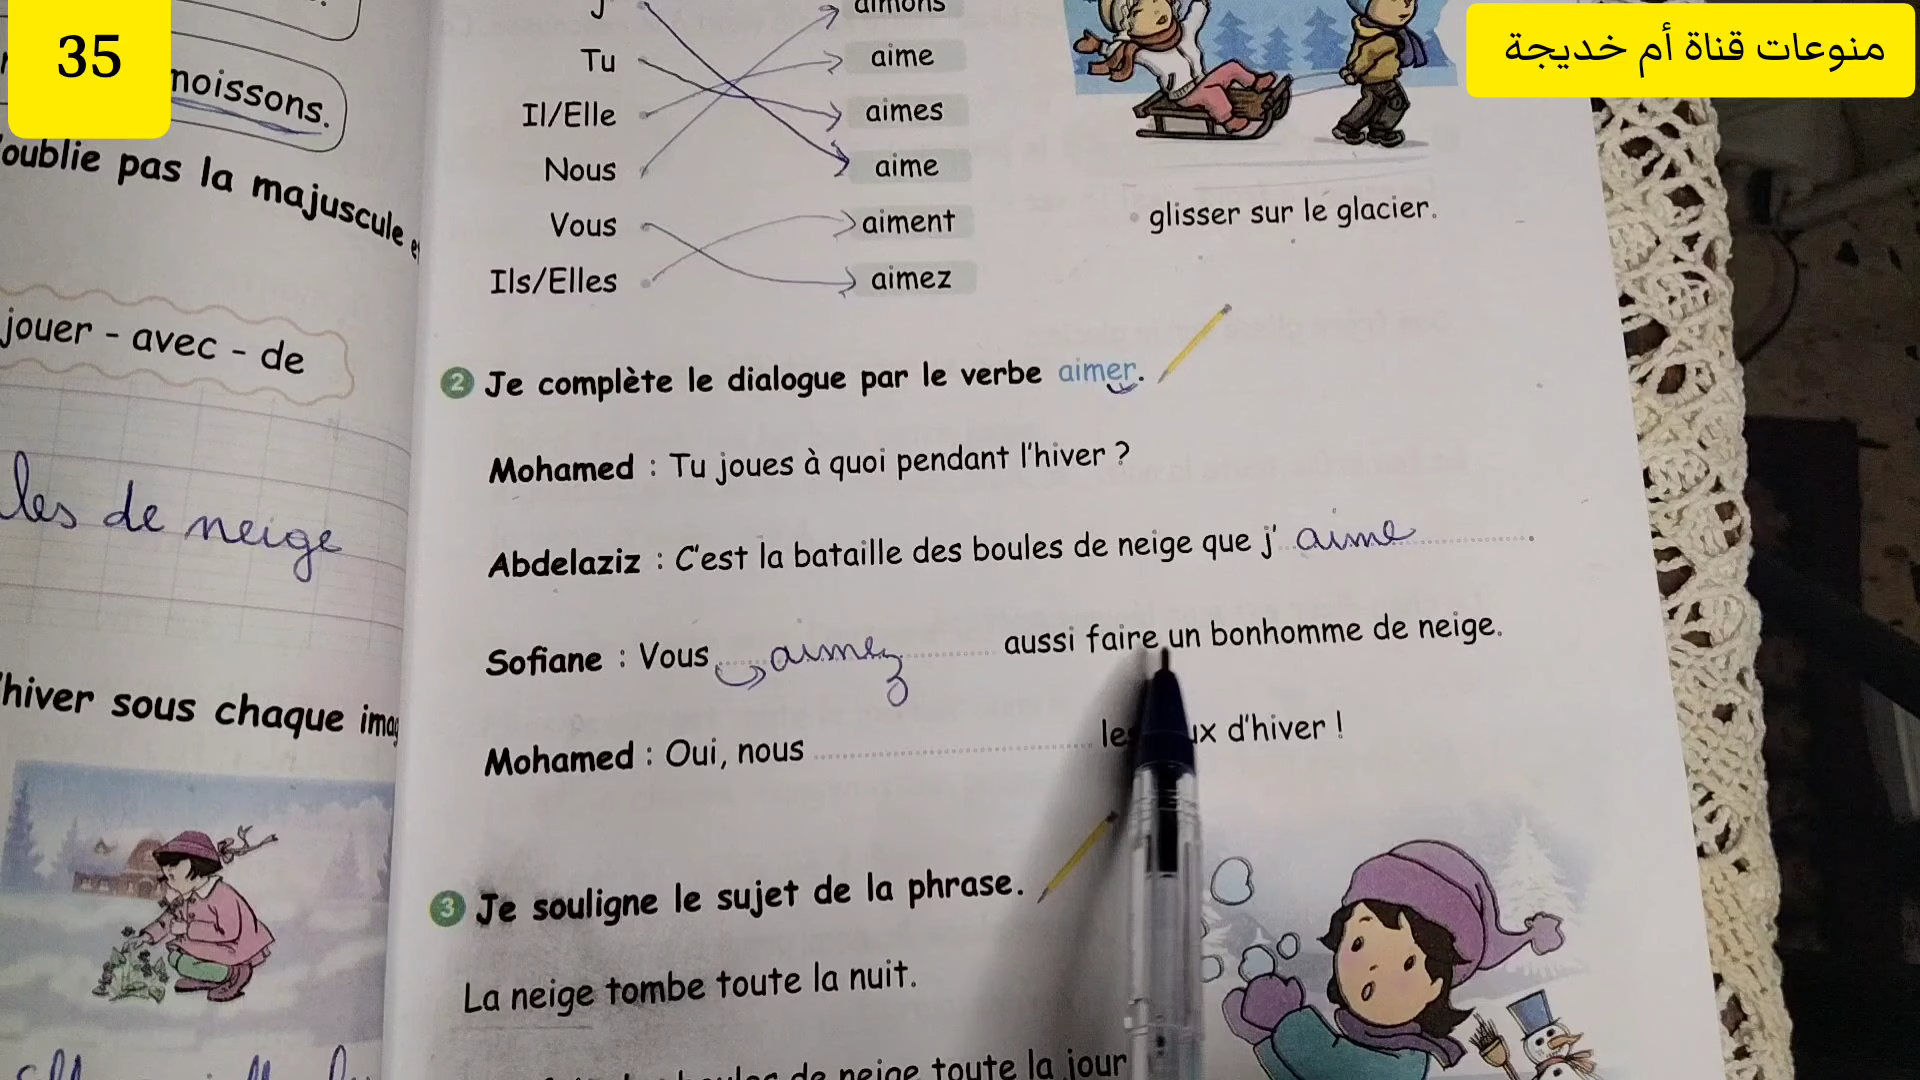 35
منوعات قناة أم خديجة
moissons.
oublie pas la majuscule
jouer - avec - de
les de neige
hiver sous chaque
aimons
Tu aime
Il/Elle aimes
Nous aime
Vous aiment
Ils/Elles aimez
glisser sur le glacier.
2 Je complète le dialogue par le verbe aimer.
Mohamed : Tu joues à quoi pendant l'hiver ?
Abdelaziz : C'est la bataille des boules de neige que j' aime .
Sofiane : Vous aimez aussi faire un bonhomme de neige.
Mohamed : Oui, nous d'hiver !
3 Je souligne le sujet de la phrase.
La neige tombe toute la nuit.
de neige toute la jour